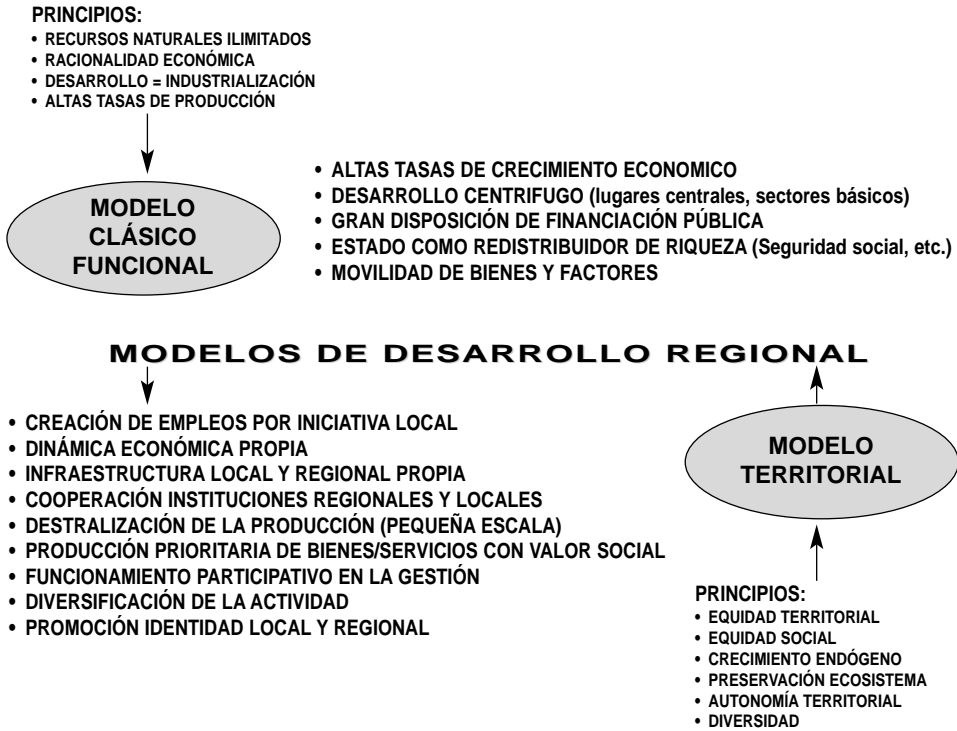 PRINCIPIOS:
• RECURSOS NATURALES ILIMITADOS
• RACIONALIDAD ECONÓMICA
• DESARROLLO = INDUSTRIALIZACIÓN
• ALTAS TASAS DE PRODUCCIÓN
MODELO
CLÁSICO
FUNCIONAL
• ALTAS TASAS DE CRECIMIENTO ECONOMICO
• DESARROLLO CENTRIFUGO (lugares centrales, sectores básicos)
• GRAN DISPOSICIÓN DE FINANCIACIÓN PÚBLICA
• ESTADO COMO REDISTRIBUIDOR DE RIQUEZA (Seguridad social, etc.)
• MOVILIDAD DE BIENES Y FACTORES
MODELOS DE DESARROLLO REGIONAL
• CREACIÓN DE EMPLEOS POR INICIATIVA LOCAL
• DINÁMICA ECONÓMICA PROPIA
• INFRAESTRUCTURA LOCAL Y REGIONAL PROPIA
• COOPERACIÓN INSTITUCIONES REGIONALES Y LOCALES
• DESTRALIZACIÓN DE LA PRODUCCIÓN (PEQUEÑA ESCALA)
• PRODUCCIÓN PRIORITARIA DE BIENES/SERVICIOS CON VALOR SOCIAL
• FUNCIONAMIENTO PARTICIPATIVO EN LA GESTIÓN
• DIVERSIFICACIÓN DE LA ACTIVIDAD
• PROMOCIÓN IDENTIDAD LOCAL Y REGIONAL
MODELO
TERRITORIAL
PRINCIPIOS:
• EQUIDAD TERRITORIAL
• EQUIDAD SOCIAL
• CRECIMIENTO ENDÓGENO
• PRESERVACIÓN ECOSISTEMA
• AUTONOMÍA TERRITORIAL
• DIVERSIDAD